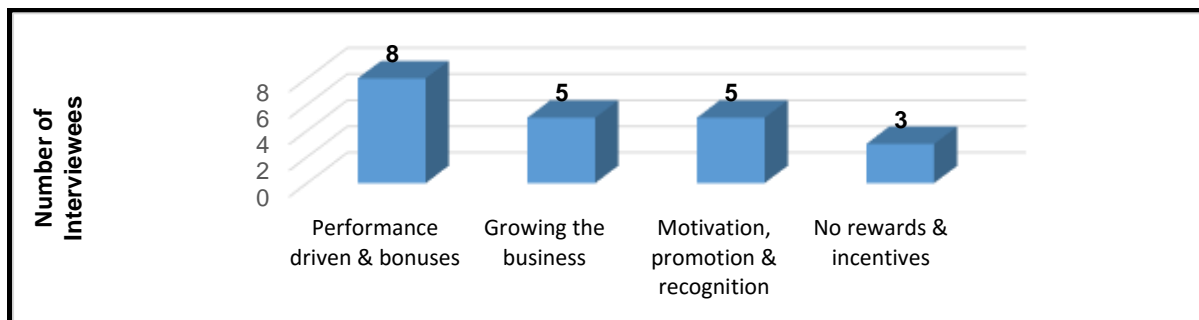 Number of
Interviewees
8
6
4
2
0
8
5
5
3
Performance
driven & bonuses
Growing the
business
Motivation,
promotion &
recognition
No rewards &
incentives